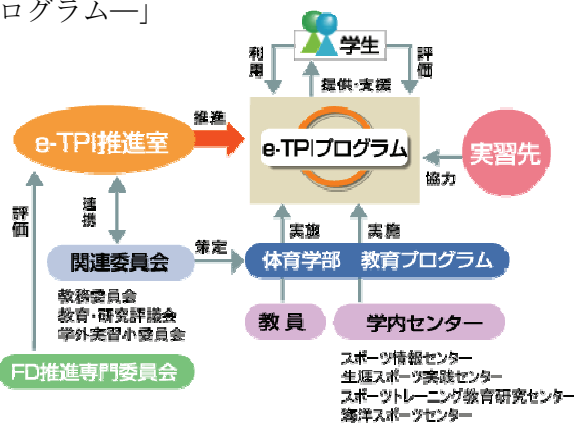 ログラム―」
学生
利用
評価
提供・支援
e-TPI推進室
推進
e-TPIプログラム
実習先
協力
評価
連携
実施
実施
関連委員会
策定
体育学部 教育プログラム
教務委員会
教育・研究評議会
学外実習小委員会
教員
学内センター
FD推進専門委員会
スポーツ情報センター
生涯スポーツ実践センター
スポーツトレーニング教育研究センター
海洋スポーツセンター